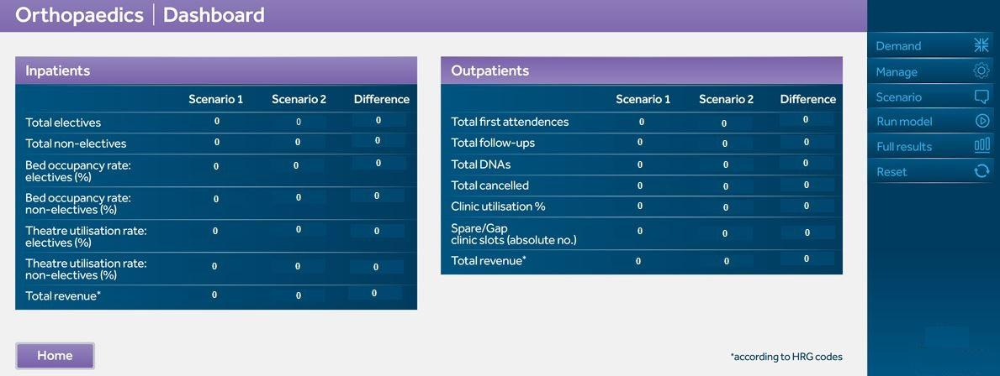 Orthopaedics | Dashboard
Inpatients
Scenario 1 Scenario 2 Difference
Total electives 0 0 0
Total non-electives 0 0 0
Bed occupancy rate:
electives (%) 0 0 0
Bed occupancy rate:
non-electives (%) 0 0 0
Theatre utilisation rate:
electives (%) 0 0 0
Theatre utilisation rate:
non-electives (%) 0 0 0
Total revenue* 0 0 0
Outpatients
Scenario 1 Scenario 2 Difference
Total first attendences 0 0 0
Total follow-ups 0 0 0
Total DNAs 0 0 0
Total cancelled 0 0 0
Clinic utilisation % 0 0 0
Spare/Gap
clinic slots (absolute no.) 0 0 0
Total revenue* 0 0 0
Demand
Manage
Scenario
Run model
Full results
Reset
Home
*according to HRG codes